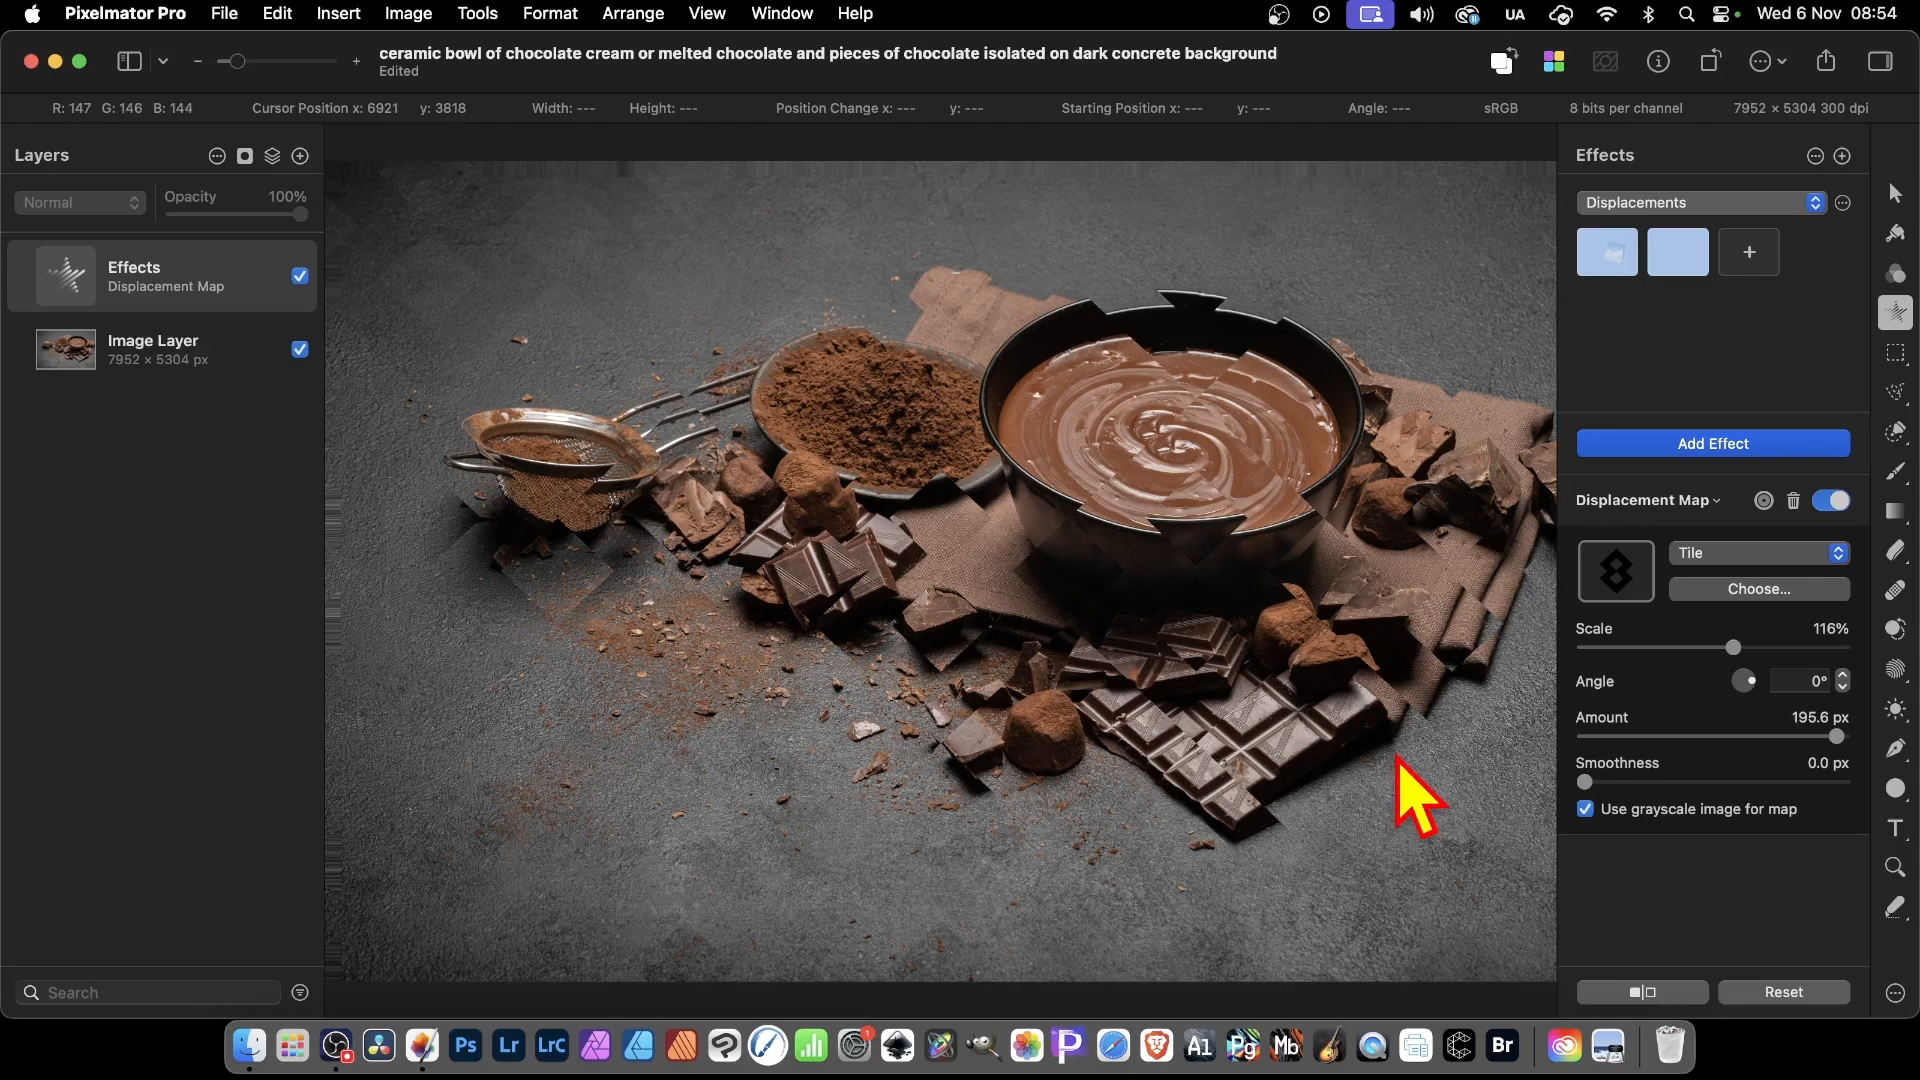 Pixelmator Pro File Edit Insert Image Tools Format Arrange View Window Help UA Wed 6 Nov 08:54
ceramic bowl of chocolate cream or melted chocolate and pieces of chocolate isolated on dark concrete background
Edited
R: 147 G: 146 B: 144 Cursor Position x: 6921 y: 3818 Width: --- Height: --- Position Change x: --- y: --- Starting Position x: --- y: --- Angle: --- sRGB 8 bits per channel 7952 × 5304 300 dpi
Layers
Normal Opacity 100%
Effects
Displacement Map
Image Layer
7952 × 5304 px
Search
Effects
Displacements
+
Add Effect
Displacement Map
Tile
Choose...
Scale 116%
Angle 0°
Amount 195.6 px
Smoothness 0.0 px
Use grayscale image for map
Reset
Ps Lr LrC 1 Ai Pg Mb Br